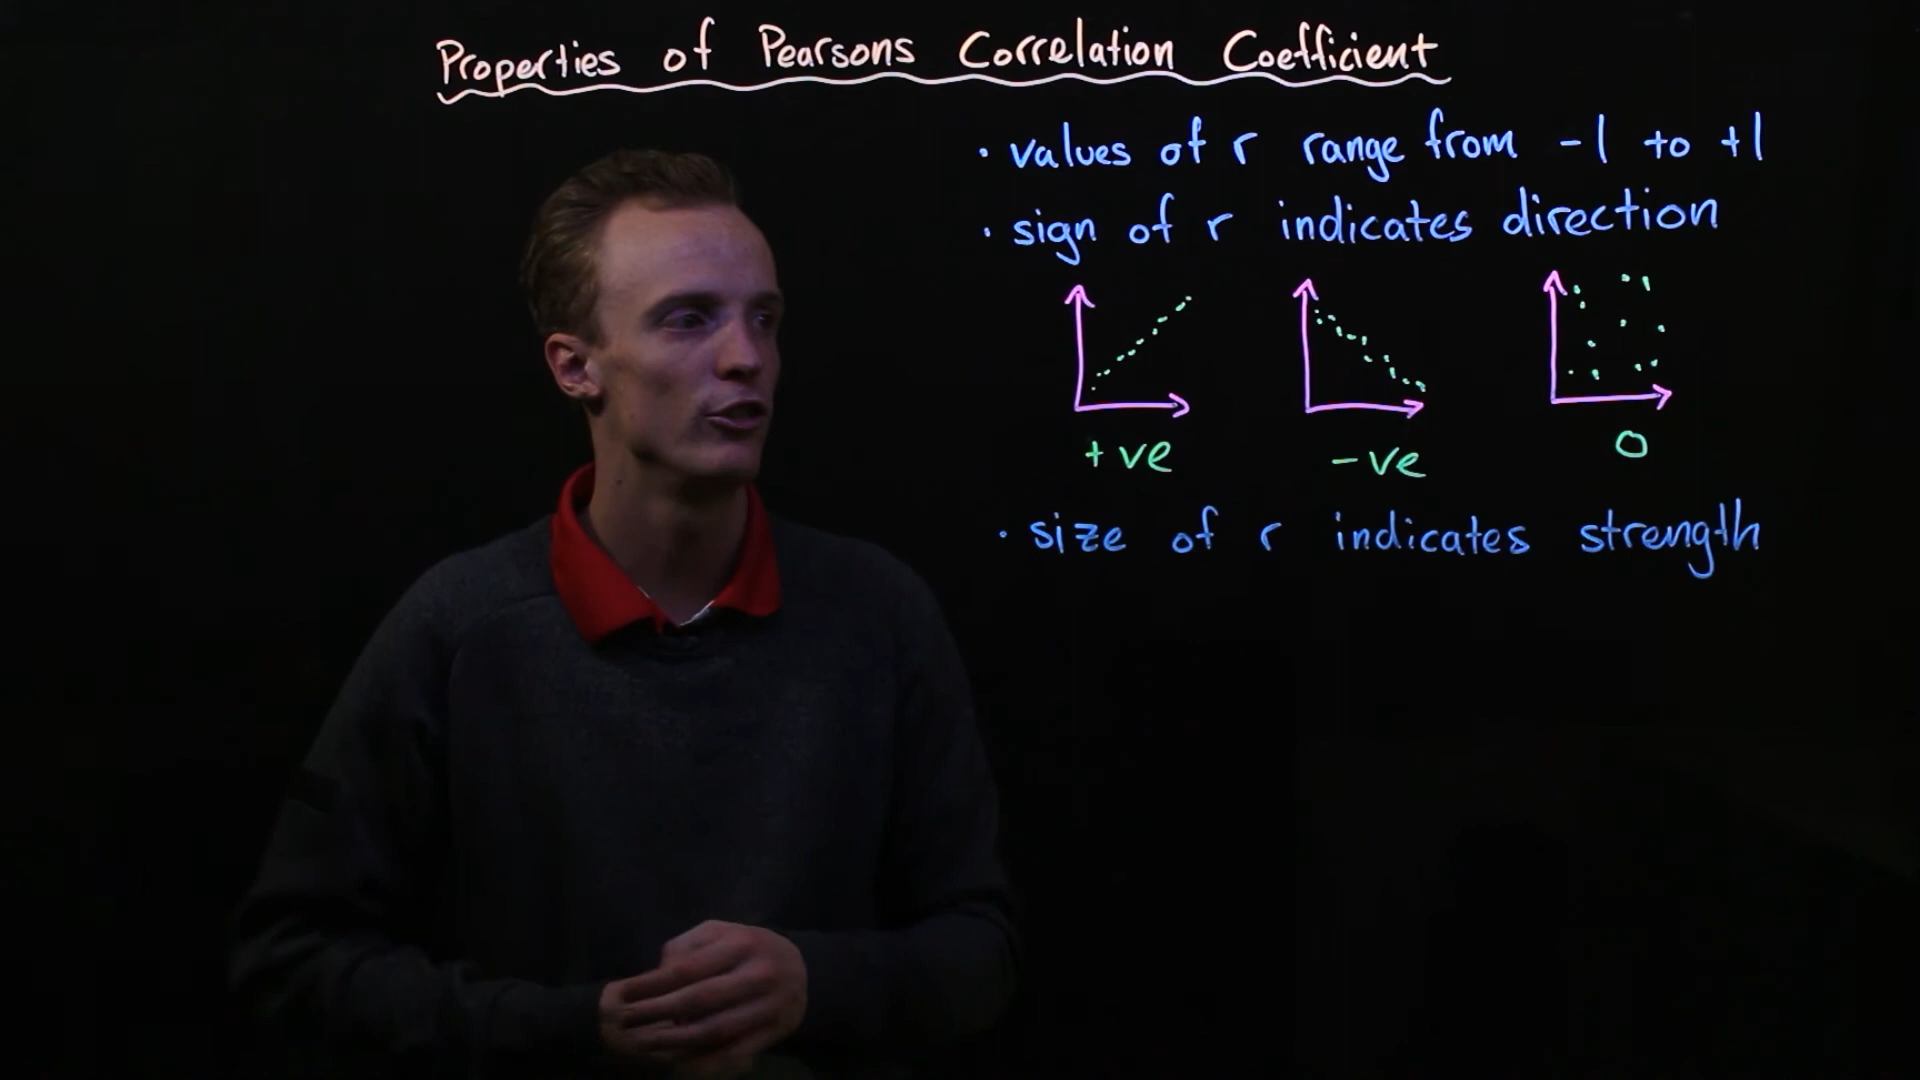 Properties of Pearsons Correlation Coefficient
· values of r range from -1 to +1
· sign of r indicates direction
+ve -ve 0
· size of r indicates strength